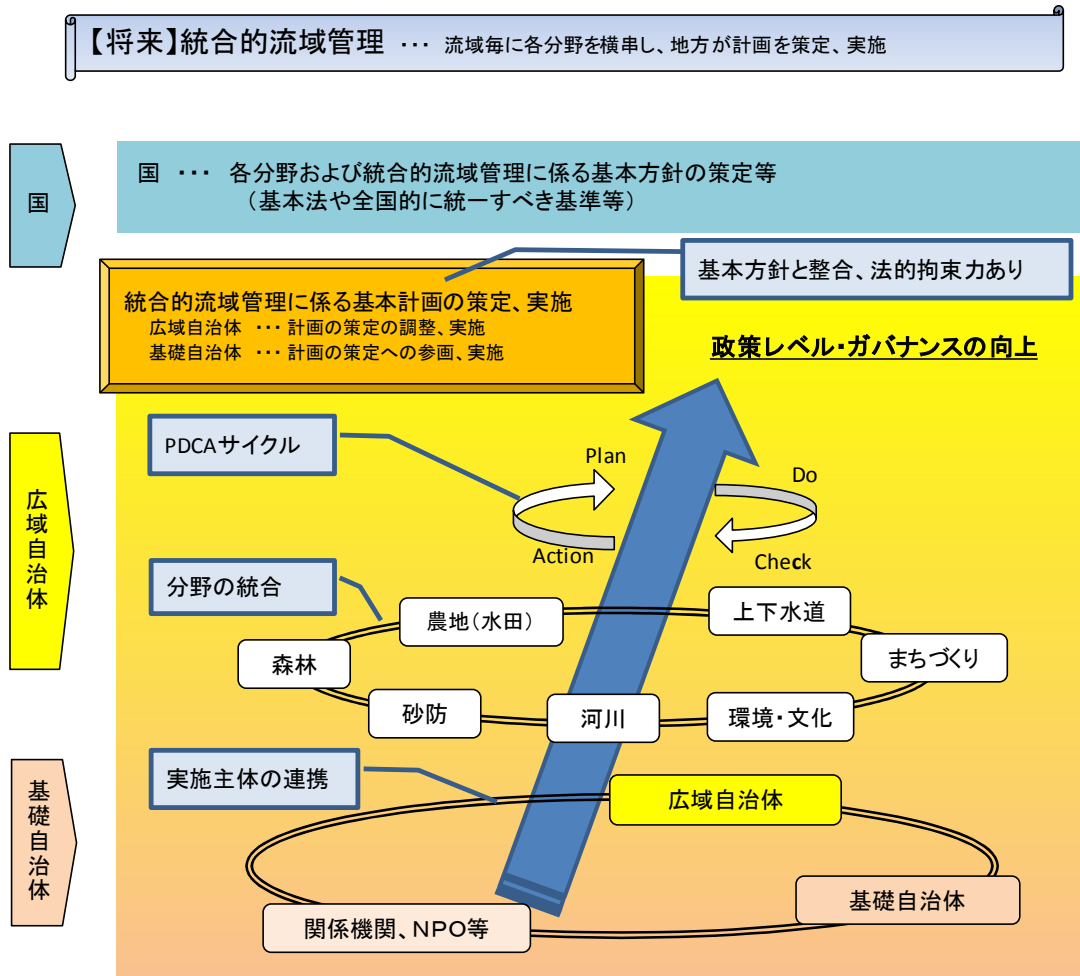 【将来】統合的流域管理 ‥‥ 流域毎に各分野を横串し、地方が計画を策定、実施
国
国 ‥‥ 各分野および統合的流域管理に係る基本方針の策定等
（基本法や全国的に統一すべき基準等）
基本方針と整合、法的拘束力あり
統合的流域管理に係る基本計画の策定、実施
広域自治体 ‥‥ 計画の策定の調整、実施
基礎自治体 ‥‥ 計画の策定への参画、実施
政策レベル・ガバナンスの向上
広域自治体
PDCAサイクル
Plan
Do
Action
Check
分野の統合
農地（水田）
上下水道
森林
まちづくり
砂防
河川
環境・文化
基礎自治体
実施主体の連携
広域自治体
基礎自治体
関係機関、NPO等